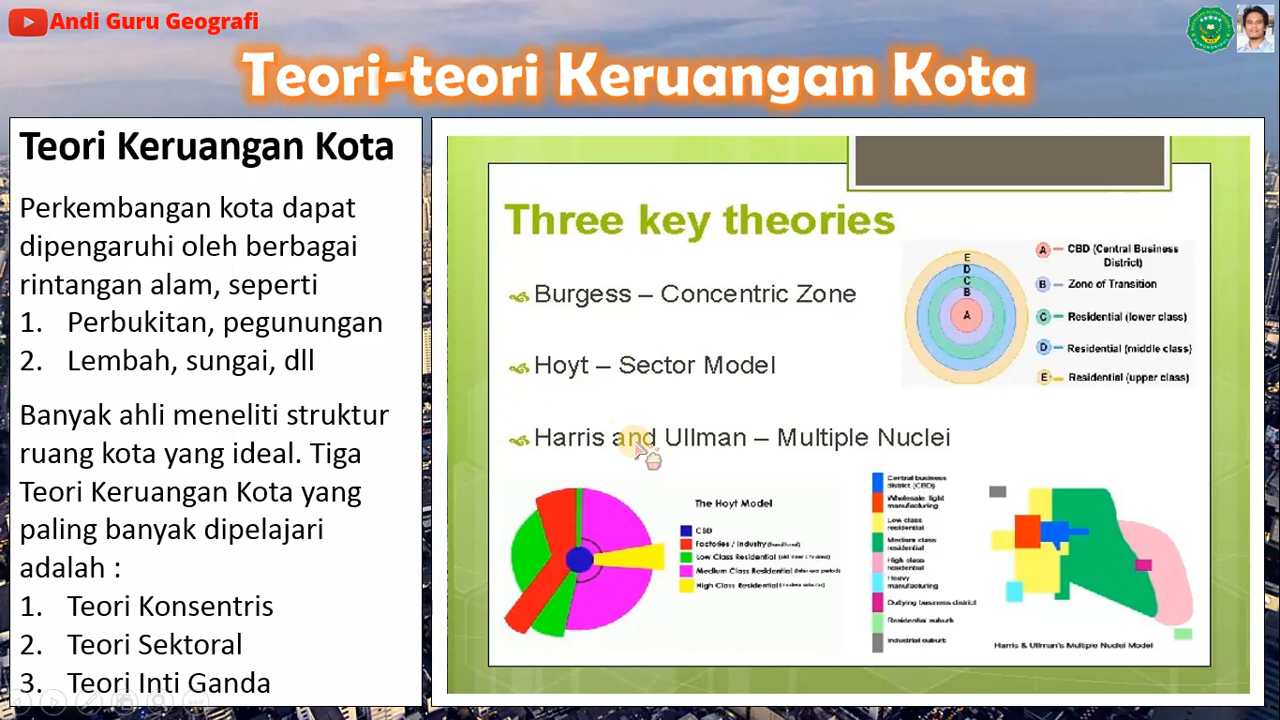 Andi Guru Geografi
Teori-teori Keruangan Kota
Teori Keruangan Kota
Perkembangan kota dapat
dipengaruhi oleh berbagai
rintangan alam, seperti
1. Perbukitan, pegunungan
2. Lembah, sungai, dll
Banyak ahli meneliti struktur
ruang kota yang ideal. Tiga
Teori Keruangan Kota yang
paling banyak dipelajari
adalah :
1. Teori Konsentris
2. Teori Sektoral
3. Teori Inti Ganda
Three key theories
Burgess – Concentric Zone
Hoyt – Sector Model
Harris and Ullman – Multiple Nuclei
E
D
C
B
A
A CBD (Central Business
District)
B Zone of Transition
C Residential (lower class)
D Residential (middle class)
E Residential (upper class)
The Hoyt Model
CBD
Factories / Industry
Low Class Residential
Medium Class Residential
High Class Residential
Central business
district (CBD)
Wholesale light
manufacturing
Low class
residential
Medium class
residential
High class
residential
Heavy
manufacturing
Outlying business district
Residential suburb
Industrial suburb
Harris & Ullman's Multiple Nuclei Model